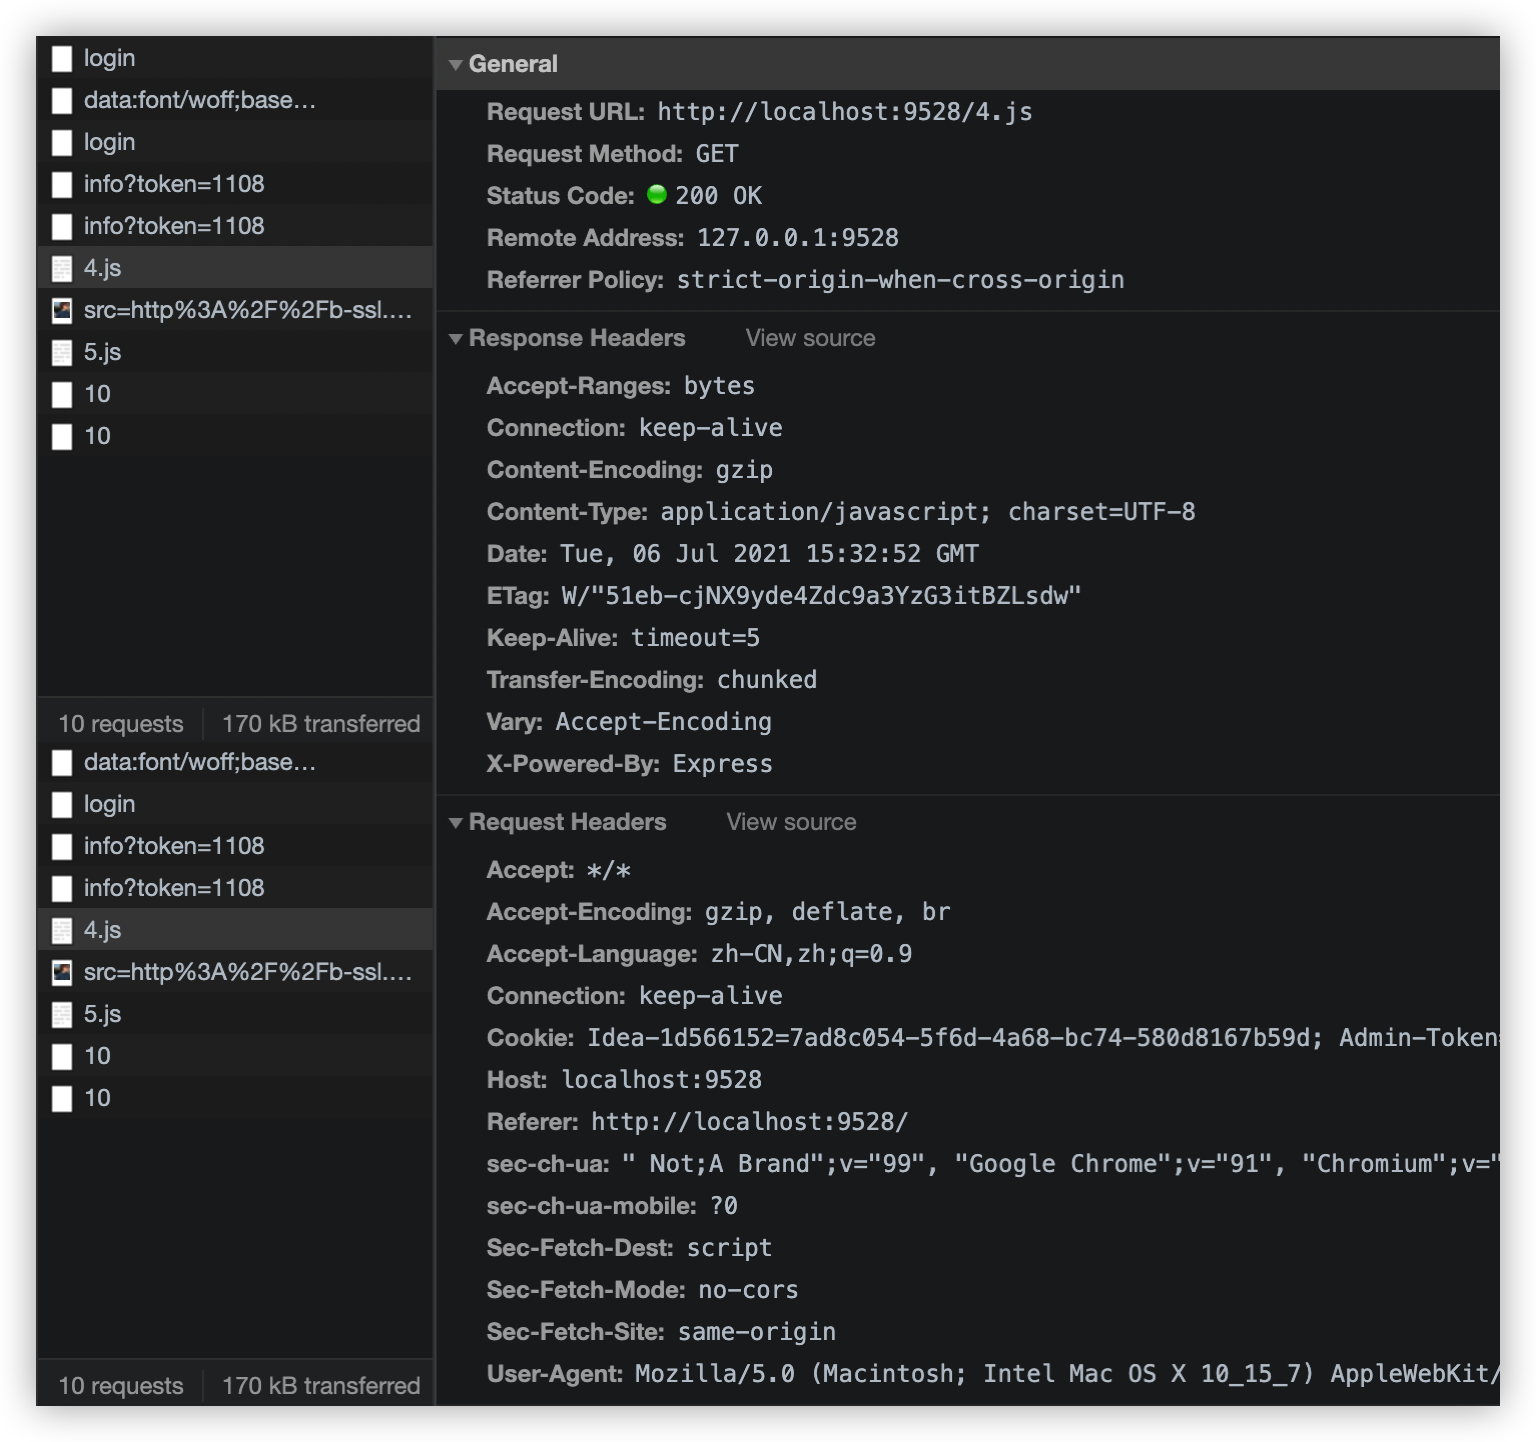 login
data:font/woff;base…
login
info?token=1108
info?token=1108
4.js
src=http%3A%2F%2Fb-ssl.…
5.js
10
10
10 requests
170 kB transferred
data:font/woff;base…
login
info?token=1108
info?token=1108
4.js
src=http%3A%2F%2Fb-ssl.…
5.js
10
10
10 requests
170 kB transferred
General
Request URL: http://localhost:9528/4.js
Request Method: GET
Status Code: 200 OK
Remote Address: 127.0.0.1:9528
Referrer Policy: strict-origin-when-cross-origin
Response Headers View source
Accept-Ranges: bytes
Connection: keep-alive
Content-Encoding: gzip
Content-Type: application/javascript; charset=UTF-8
Date: Tue, 06 Jul 2021 15:32:52 GMT
ETag: W/"51eb-cjNX9yde4Zdc9a3YzG3itBZLsdw"
Keep-Alive: timeout=5
Transfer-Encoding: chunked
Vary: Accept-Encoding
X-Powered-By: Express
Request Headers View source
Accept: */*
Accept-Encoding: gzip, deflate, br
Accept-Language: zh-CN,zh;q=0.9
Connection: keep-alive
Cookie: Idea-1d566152=7ad8c054-5f6d-4a68-bc74-580d8167b59d; Admin-Token=
Host: localhost:9528
Referer: http://localhost:9528/
sec-ch-ua: " Not;A Brand";v="99", "Google Chrome";v="91", "Chromium";v="
sec-ch-ua-mobile: ?0
Sec-Fetch-Dest: script
Sec-Fetch-Mode: no-cors
Sec-Fetch-Site: same-origin
User-Agent: Mozilla/5.0 (Macintosh; Intel Mac OS X 10_15_7) AppleWebKit/